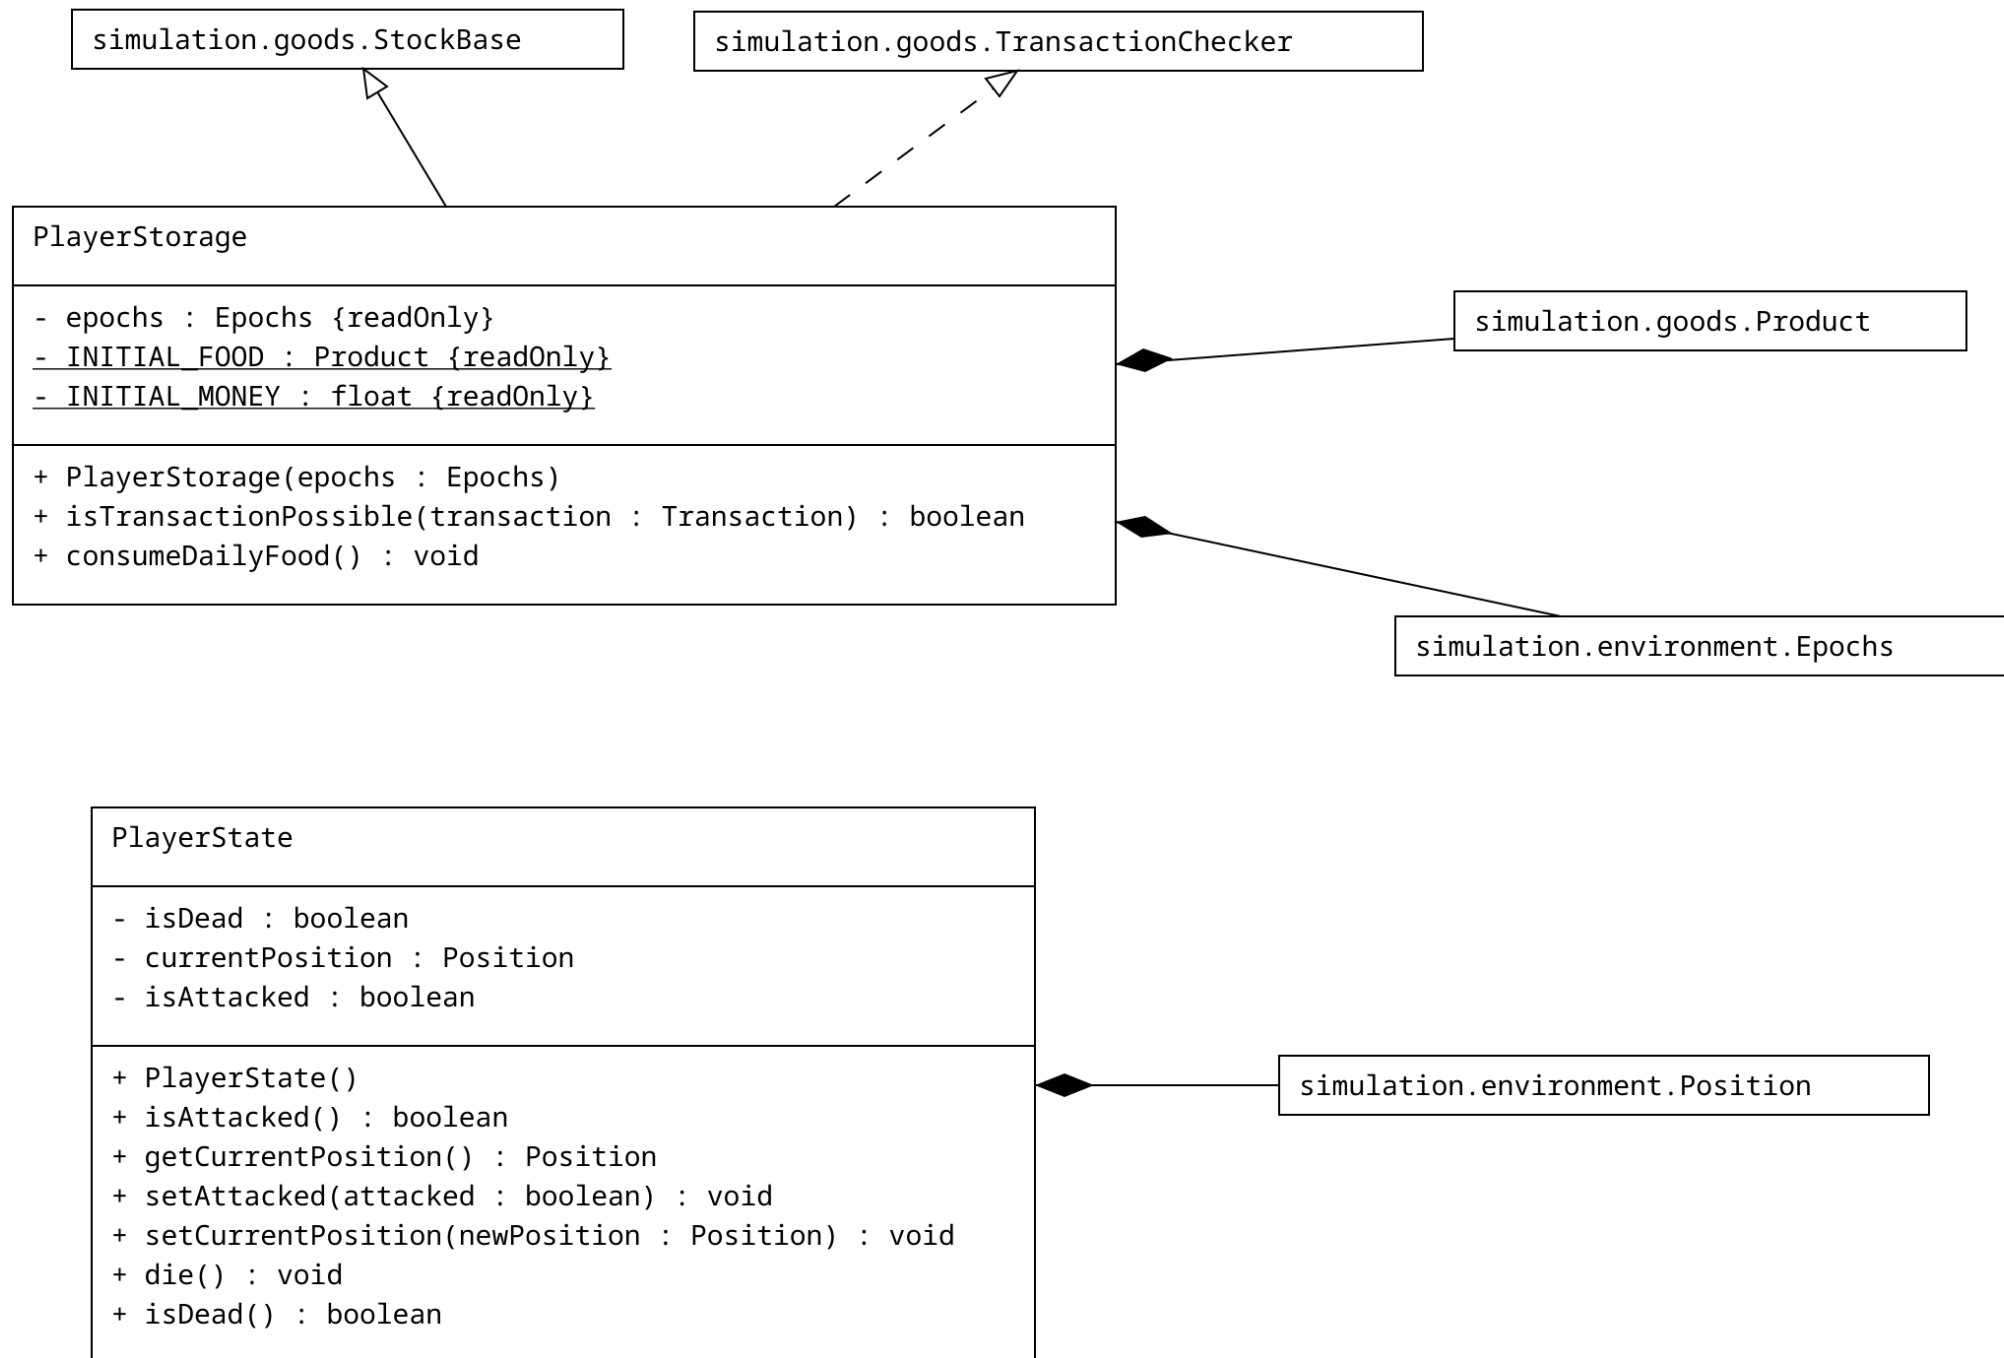 simulation.goods.StockBase
simulation.goods.TransactionChecker
PlayerStorage
- epochs : Epochs {readOnly}
- INITIAL_FOOD : Product {readOnly}
- INITIAL_MONEY : float {readOnly}
+ PlayerStorage(epochs : Epochs)
+ isTransactionPossible(transaction : Transaction) : boolean
+ consumeDailyFood() : void
simulation.goods.Product
simulation.environment.Epochs
PlayerState
- isDead : boolean
- currentPosition : Position
- isAttacked : boolean
+ PlayerState()
+ isAttacked() : boolean
+ getCurrentPosition() : Position
+ setAttacked(attacked : boolean) : void
+ setCurrentPosition(newPosition : Position) : void
+ die() : void
+ isDead() : boolean
simulation.environment.Position